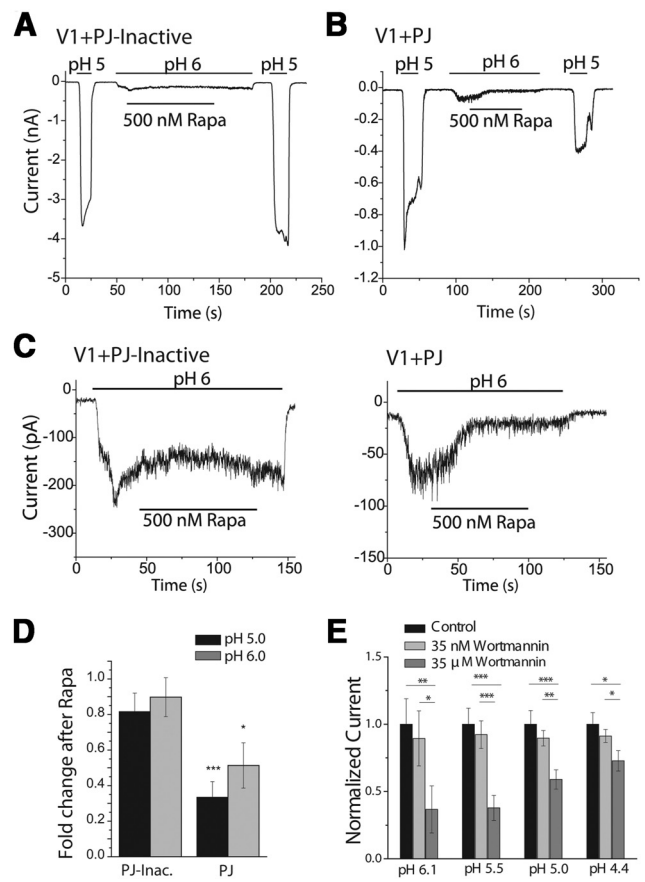 A
V1+PJ-Inactive
pH 5
pH 6
pH 5
500 nM Rapa
Current (nA)
0
-1
-2
-3
-4
-5
0
50
100
150
200
250
Time (s)
B
V1+PJ
pH 5
pH 6
pH 5
500 nM Rapa
0.0
-0.2
-0.4
-0.6
-0.8
-1.0
-1.2
0
100
200
300
Time (s)
C
V1+PJ-Inactive
pH 6
500 nM Rapa
Current (pA)
0
-100
-200
-300
0
50
100
150
Time (s)
V1+PJ
pH 6
500 nM Rapa
0
-50
-100
-150
0
50
100
150
Time (s)
D
pH 5.0
pH 6.0
Fold change after Rapa
1.0
0.8
0.6
0.4
0.2
0.0
***
*
PJ-Inac.
PJ
E
Control
35 nM Wortmannin
35 μM Wortmannin
Normalized Current
1.5
1.0
0.5
0.0
**
*
***
***
***
**
*
*
pH 6.1
pH 5.5
pH 5.0
pH 4.4